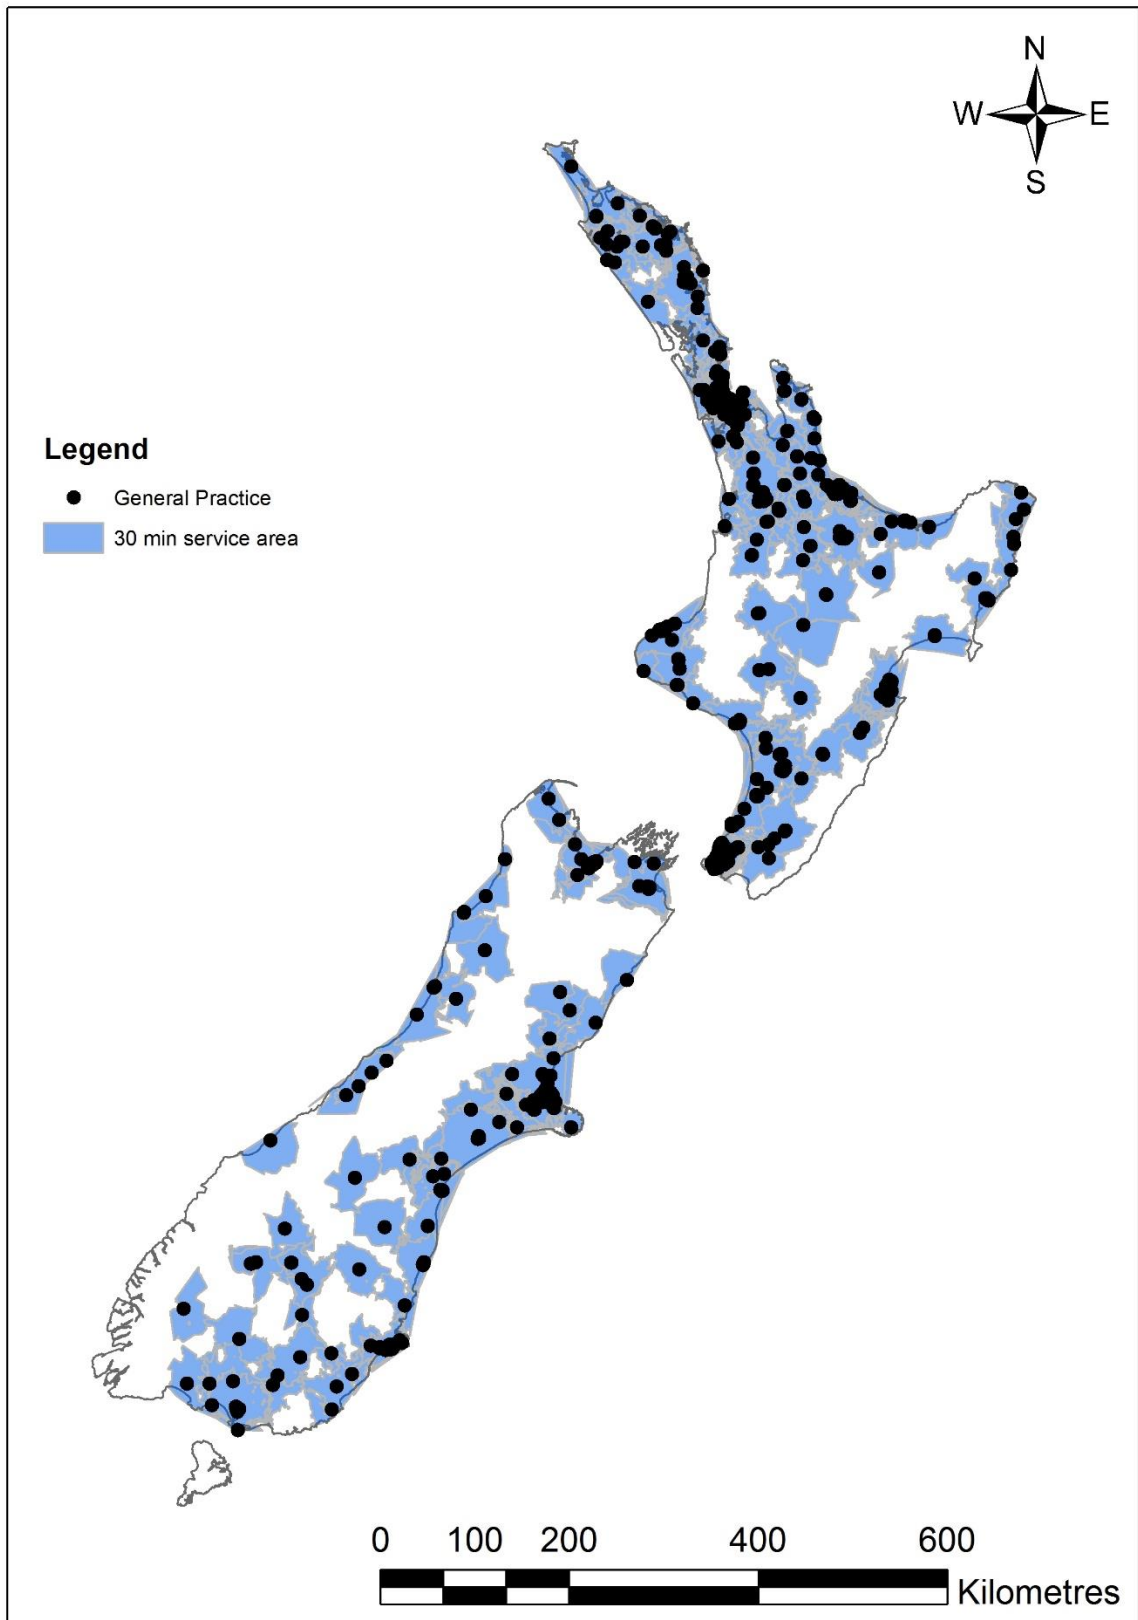 N
W E
S
Legend
General Practice
30 min service area
0 100 200 400 600
Kilometres